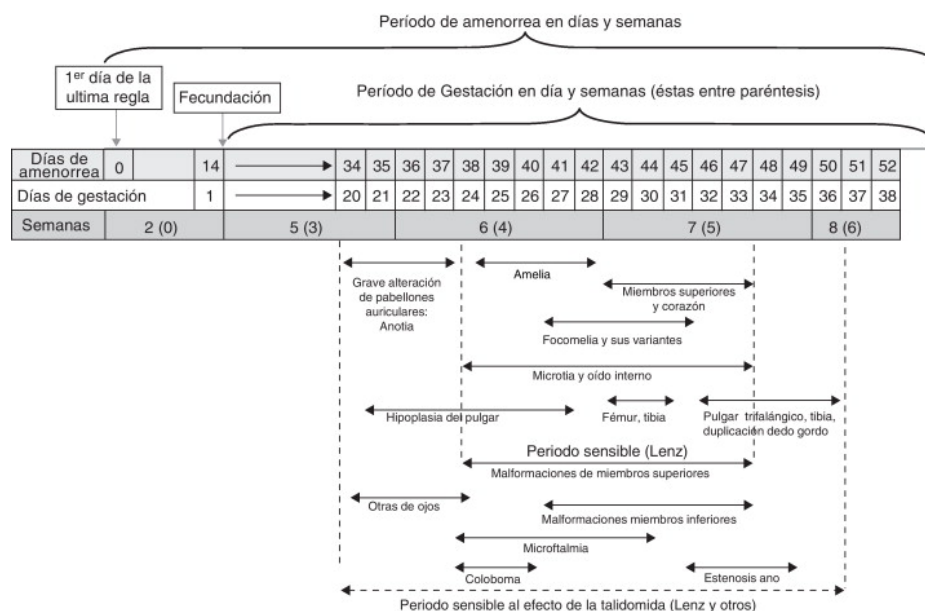 Período de amenorrea en días y semanas
1er día de la
ultima regla
Fecundación
Período de Gestación en día y semanas (éstas entre paréntesis)
Días de
amenorrea
0 14 34 35 36 37 38 39 40 41 42 43 44 45 46 47 48 49 50 51 52
Días de gestación 1 20 21 22 23 24 25 26 27 28 29 30 31 32 33 34 35 36 37 38
Semanas 2 (0) 5 (3) 6 (4) 7 (5) 8 (6)
Grave alteración
de pabellones
auriculares:
Anotia
Amelia
Miembros superiores
y corazón
Focomelia y sus variantes
Microtia y oído interno
Hipoplasia del pulgar
Fémur, tibia
Pulgar trifalángico, tibia,
duplicación dedo gordo
Periodo sensible (Lenz)
Malformaciones de miembros superiores
Otras de ojos
Malformaciones miembros inferiores
Microftalmia
Coloboma
Estenosis ano
Periodo sensible al efecto de la talidomida (Lenz y otros)